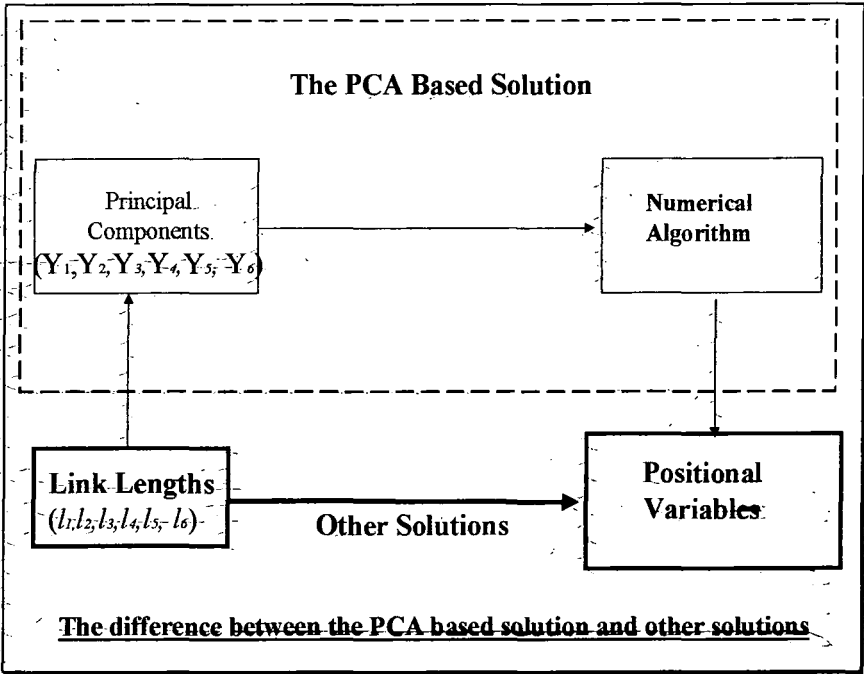 The PCA Based Solution
Principal
Components
(Y1,Y2,Y3,Y4,Y5, Y6)
Numerical
Algorithm
Link Lengths
(l1,l2,l3,l4,l5, l6)
Other Solutions
Positional
Variables
The difference between the PCA based solution and other solutions